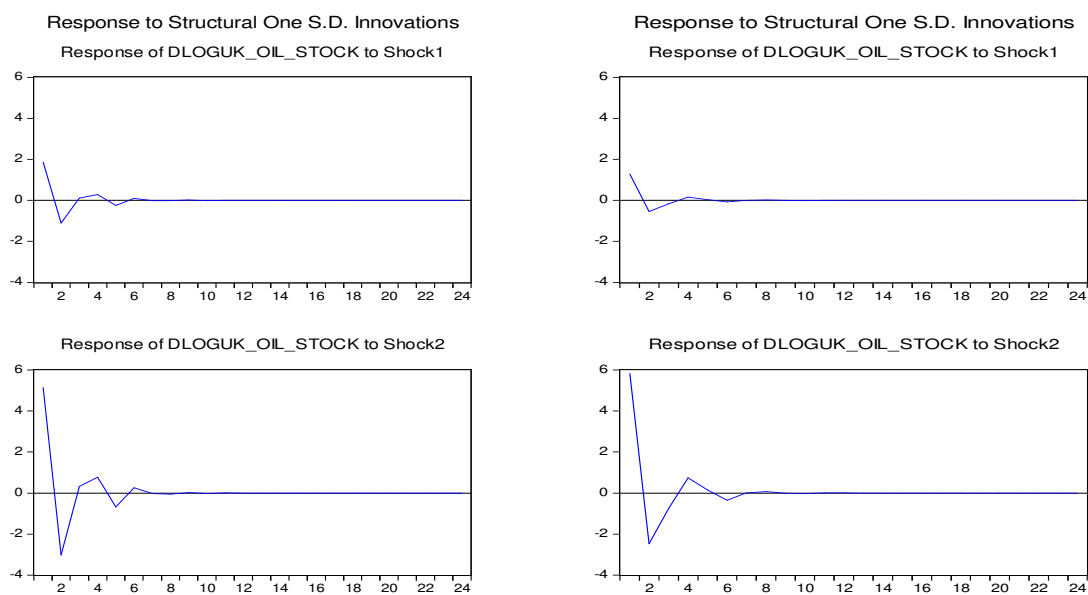 Response to Structural One S.D. Innovations
Response of DLOGUK_OIL_STOCK to Shock1
6
4
2
0
-2
-4
2 4 6 8 10 12 14 16 18 20 22 24
Response of DLOGUK_OIL_STOCK to Shock2
6
4
2
0
-2
-4
2 4 6 8 10 12 14 16 18 20 22 24
Response to Structural One S.D. Innovations
Response of DLOGUK_OIL_STOCK to Shock1
6
4
2
0
-2
-4
2 4 6 8 10 12 14 16 18 20 22 24
Response of DLOGUK_OIL_STOCK to Shock2
6
4
2
0
-2
-4
2 4 6 8 10 12 14 16 18 20 22 24